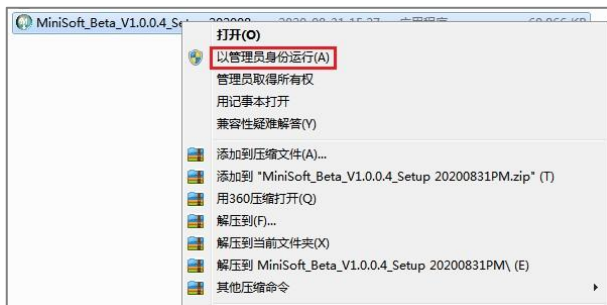 MiniSoft_Beta_V1.0.0.4_Setup
打开(O)
以管理员身份运行(A)
管理员取得所有权
用记事本打开
兼容性疑难解答(Y)
添加到压缩文件(A)...
添加到 "MiniSoft_Beta_V1.0.0.4_Setup 20200831PM.zip" (T)
用360压缩打开(Q)
解压到(F)...
解压到当前文件夹(X)
解压到 MiniSoft_Beta_V1.0.0.4_Setup 20200831PM\ (E)
其他压缩命令